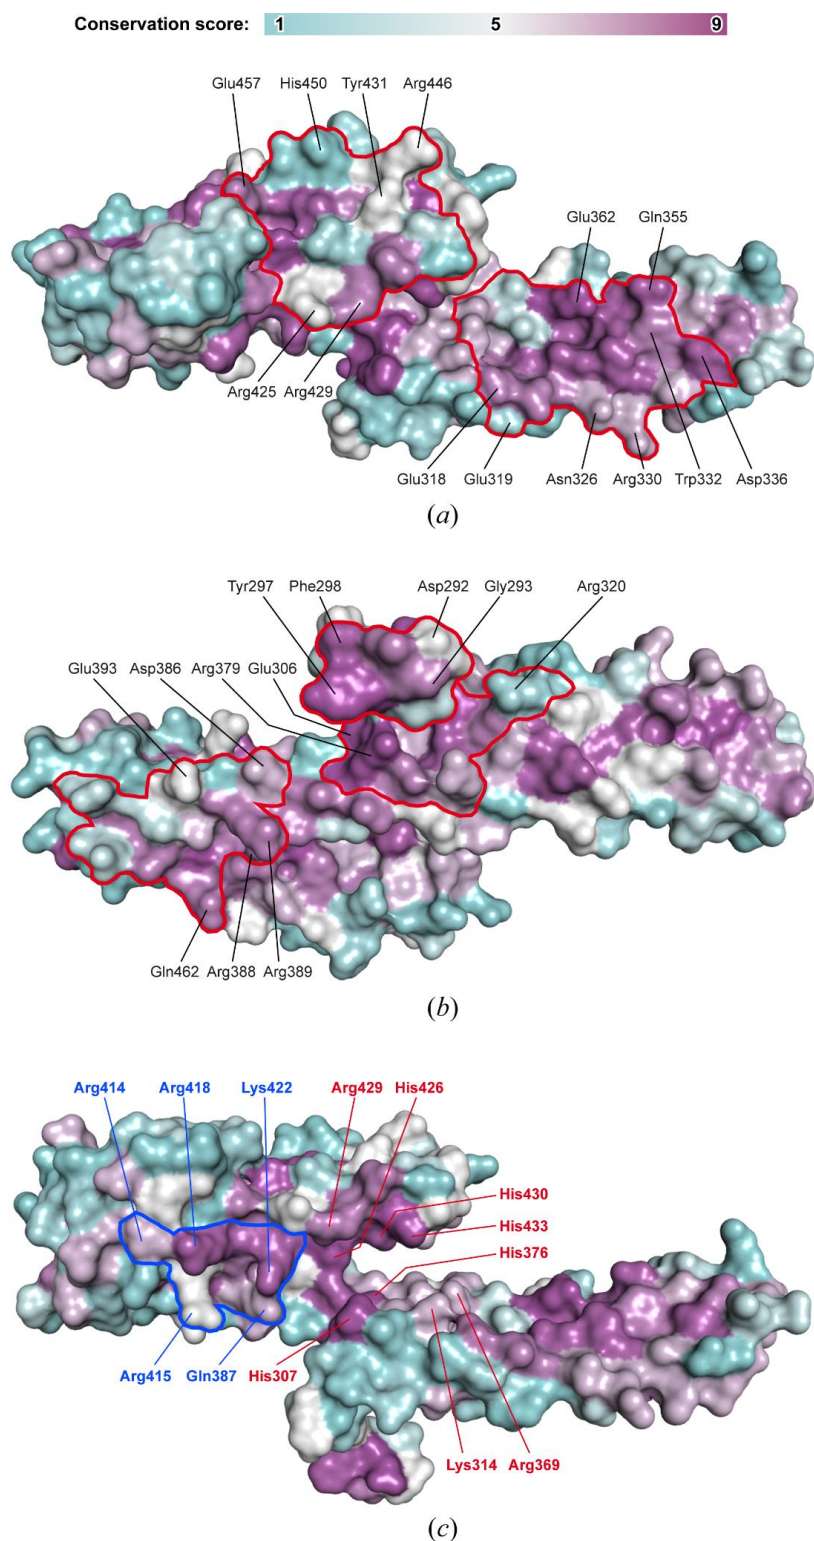 Conservation score: 1 5 9
Glu457 His450 Tyr431 Arg446
Glu362 Gln355
Arg425 Arg429
Glu318 Glu319 Asn326 Arg330 Trp332 Asp336
(a)
Tyr297 Phe298 Asp292 Gly293 Arg320
Glu393 Asp386 Arg379 Glu306
Gln462 Arg388 Arg389
(b)
Arg414 Arg418 Lys422 Arg429 His426
His430
His433
His376
Arg415 Gln387 His307
Lys314 Arg369
(c)